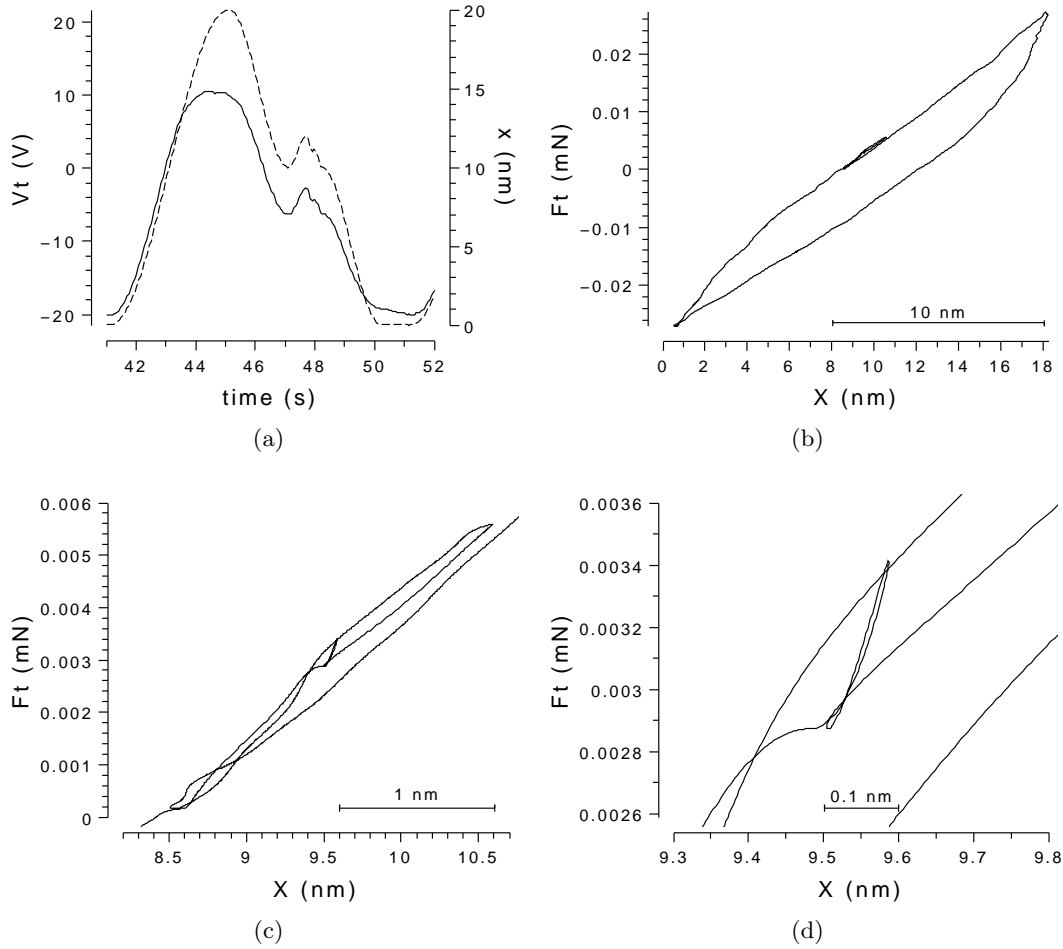 20
10
0
−10
−20
Vt (V)
20
15
10
5
0
x (nm)
42 44 46 48 50 52
time (s)
(a)
0.02
0.01
0
−0.01
−0.02
Ft (mN)
10 nm
0 2 4 6 8 10 12 14 16 18
X (nm)
(b)
0.006
0.005
0.004
0.003
0.002
0.001
0
Ft (mN)
1 nm
8.5 9 9.5 10 10.5
X (nm)
(c)
0.0036
0.0034
0.0032
0.003
0.0028
0.0026
Ft (mN)
0.1 nm
9.3 9.4 9.5 9.6 9.7 9.8
X (nm)
(d)